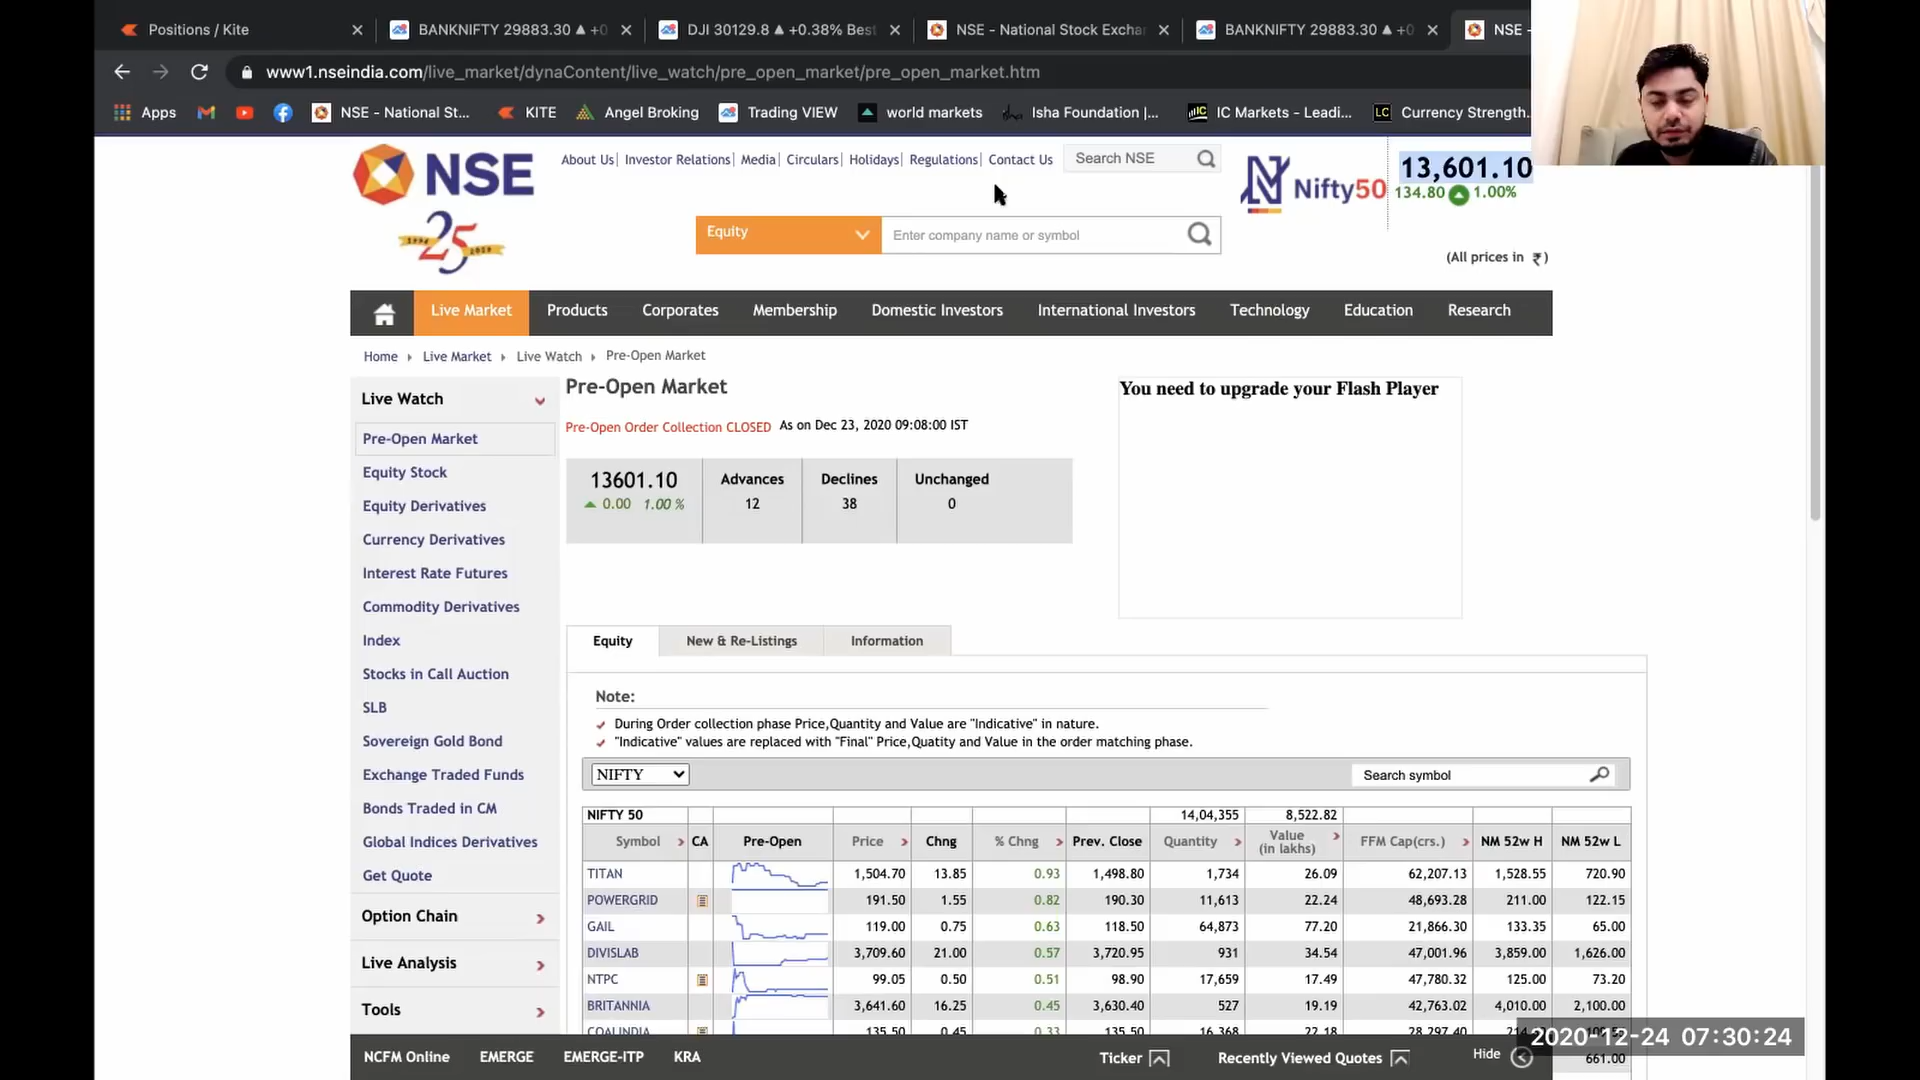 Positions / Kite
BANKNIFTY 29883.30 ▲ +0
DJI 30129.8 ▲ +0.38% Best
NSE - National Stock Exchan
BANKNIFTY 29883.30 ▲ +0
NSE -
www1.nseindia.com/live_market/dynaContent/live_watch/pre_open_market/pre_open_market.htm
Apps
NSE - National St...
KITE
Angel Broking
Trading VIEW
world markets
Isha Foundation |...
IC Markets - Leadi...
Currency Strength...
NSE
About Us| Investor Relations| Media| Circulars| Holidays| Regulations| Contact Us
Search NSE
Nifty50
13,601.10
134.80 1.00%
25
Equity
Enter company name or symbol
(All prices in ₹)
Live Market Products Corporates Membership Domestic Investors International Investors Technology Education Research
Home Live Market Live Watch Pre-Open Market
Live Watch
Pre-Open Market
Equity Stock
Equity Derivatives
Currency Derivatives
Interest Rate Futures
Commodity Derivatives
Index
Stocks in Call Auction
SLB
Sovereign Gold Bond
Exchange Traded Funds
Bonds Traded in CM
Global Indices Derivatives
Get Quote
Option Chain
Live Analysis
Tools
Pre-Open Market
Pre-Open Order Collection CLOSED As on Dec 23, 2020 09:08:00 IST
You need to upgrade your Flash Player
13601.10 Advances Declines Unchanged
0.00 1.00 % 12 38 0
Equity New & Re-Listings Information
Note:
During Order collection phase Price,Quantity and Value are "Indicative" in nature.
"Indicative" values are replaced with "Final" Price,Quatity and Value in the order matching phase.
NIFTY
Search symbol
NIFTY 50 14,04,355 8,522.82
Symbol CA Pre-Open Price Chng % Chng Prev. Close Quantity Value (in lakhs) FFM Cap(crs.) NM 52w H NM 52w L
TITAN 1,504.70 13.85 0.93 1,498.80 1,734 26.09 62,207.13 1,528.55 720.90
POWERGRID 191.50 1.55 0.82 190.30 11,613 22.24 48,693.28 211.00 122.15
GAIL 119.00 0.75 0.63 118.50 64,873 77.20 21,866.30 133.35 65.00
DIVISLAB 3,709.60 21.00 0.57 3,720.95 931 34.54 47,001.96 3,859.00 1,626.00
NTPC 99.05 0.50 0.51 98.90 17,659 17.49 47,780.32 125.00 73.20
BRITANNIA 3,641.60 16.25 0.45 3,630.40 527 19.19 42,763.02 4,010.00 2,100.00
COALINDIA 135.50 0.45 0.33 135.50 16,368 22.18 28,297.40
661.00
NCFM Online EMERGE EMERGE-ITP KRA Ticker Recently Viewed Quotes Hide
2020-12-24 07:30:24